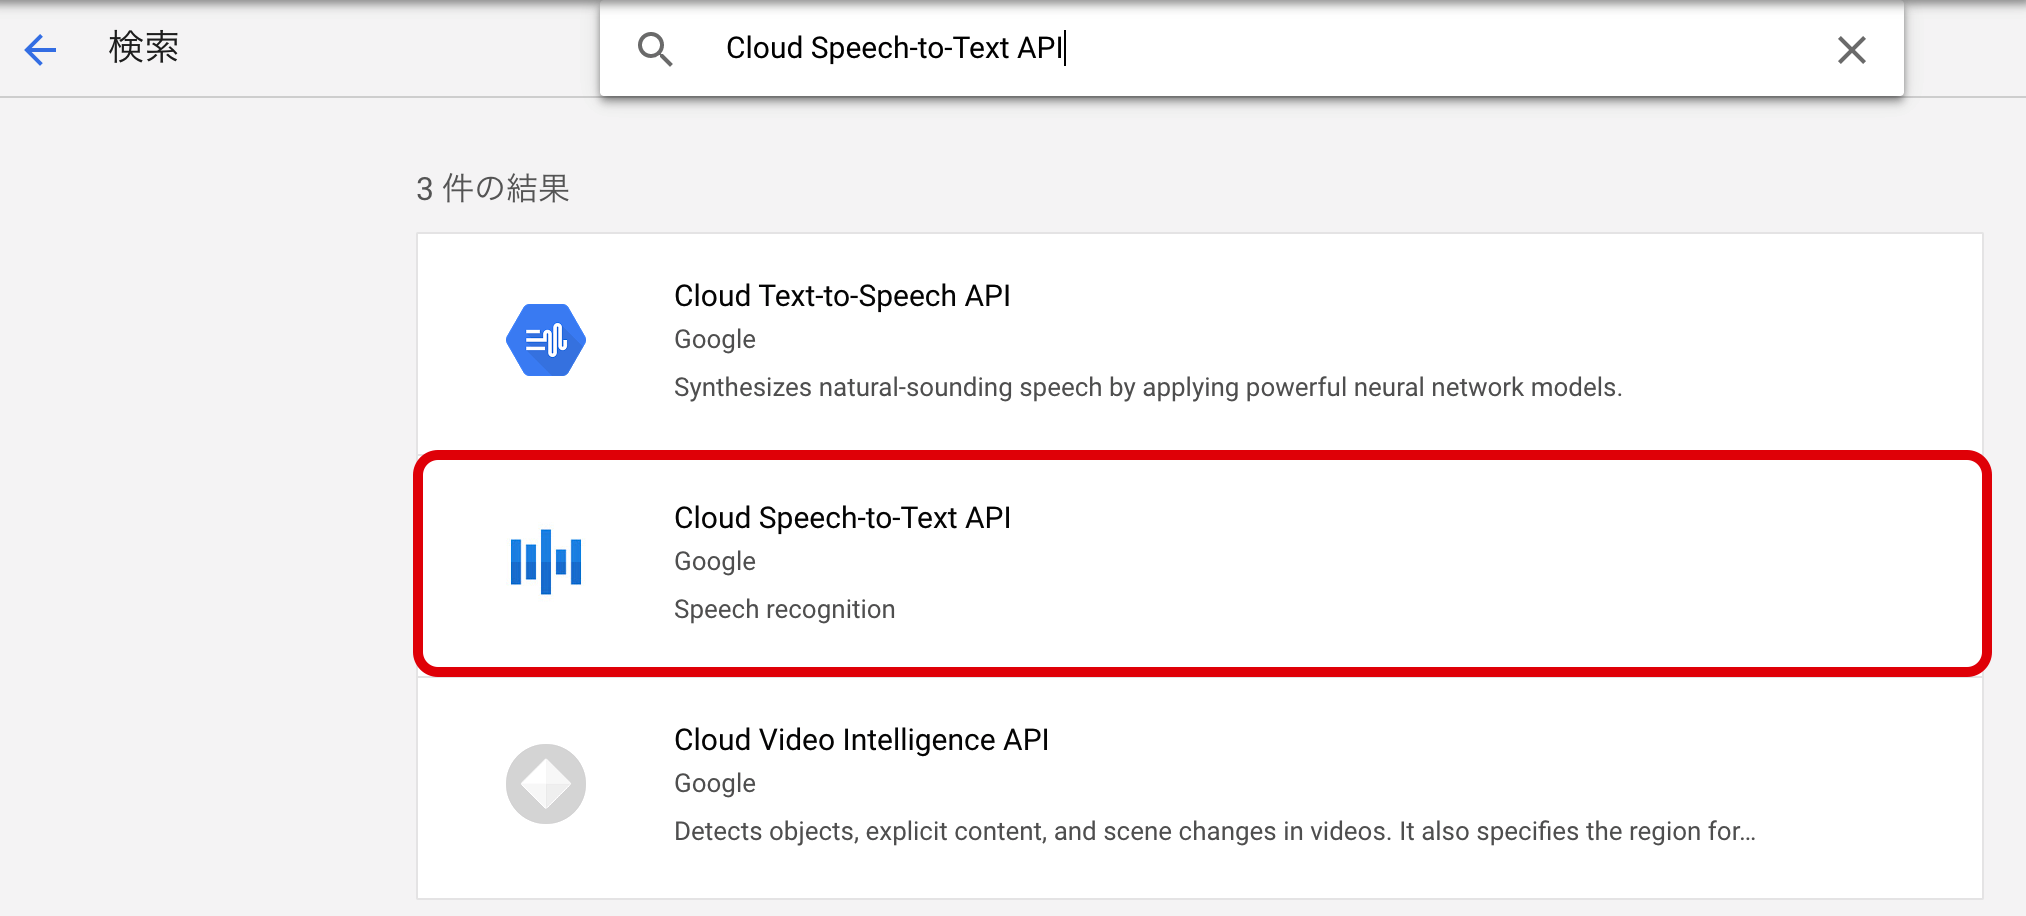 検索
Cloud Speech-to-Text API
3 件の結果
Cloud Text-to-Speech API
Google
Synthesizes natural-sounding speech by applying powerful neural network models.
Cloud Speech-to-Text API
Google
Speech recognition
Cloud Video Intelligence API
Google
Detects objects, explicit content, and scene changes in videos. It also specifies the region for...